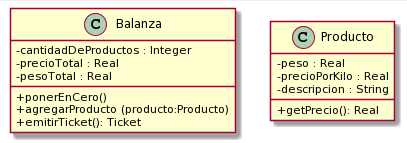 C Balanza
-cantidadDeProductos : Integer
-precioTotal : Real
-pesoTotal : Real
+ponerEnCero()
+agregarProducto (producto:Producto)
+emitirTicket(): Ticket
C Producto
-peso : Real
-precioPorKilo : Real
-descripcion : String
+getPrecio(): Real